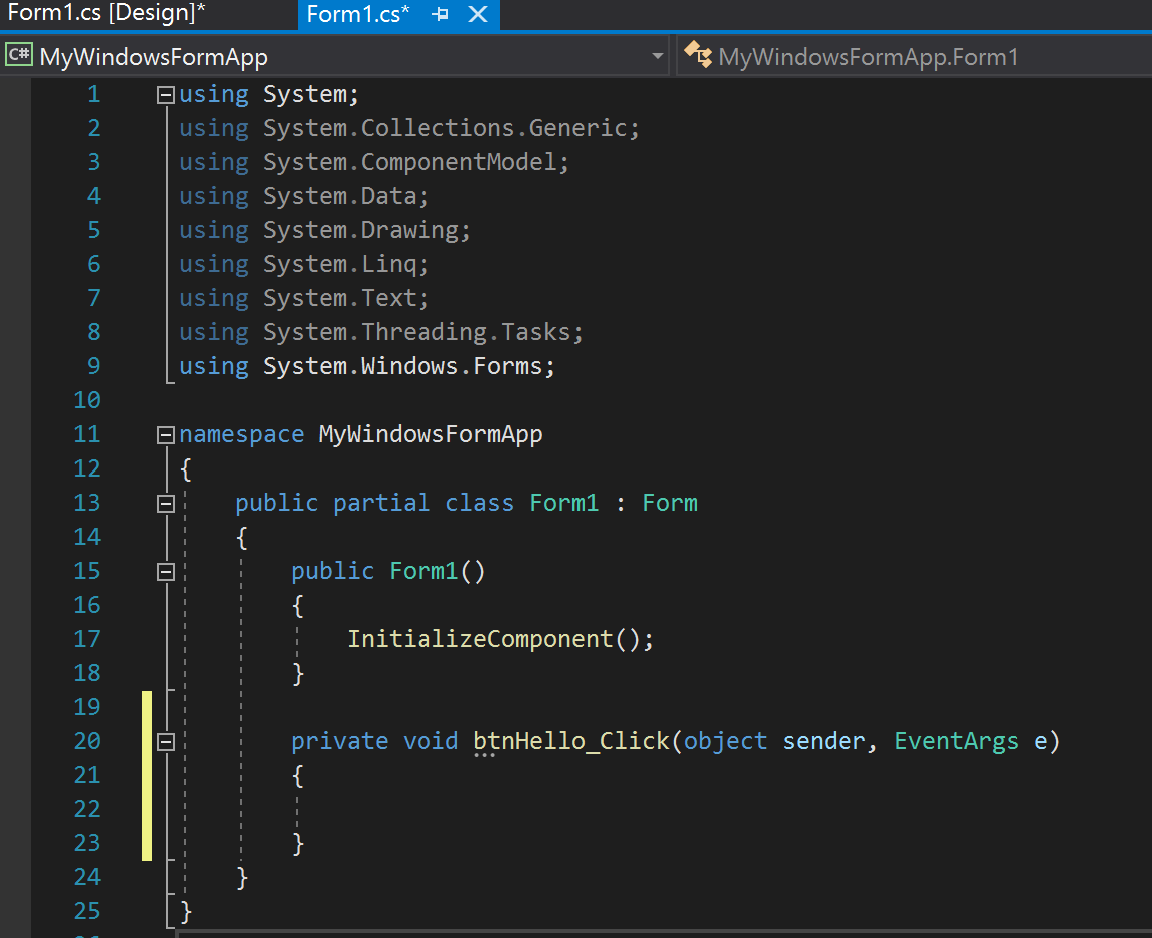 Form1.cs [Design]*
Form1.cs*
C# MyWindowsFormApp
MyWindowsFormApp.Form1
1 using System;
2 using System.Collections.Generic;
3 using System.ComponentModel;
4 using System.Data;
5 using System.Drawing;
6 using System.Linq;
7 using System.Text;
8 using System.Threading.Tasks;
9 using System.Windows.Forms;
10
11 namespace MyWindowsFormApp
12 {
13 public partial class Form1 : Form
14 {
15 public Form1()
16 {
17 InitializeComponent();
18 }
19
20 private void btnHello_Click(object sender, EventArgs e)
21 {
22
23 }
24 }
25 }